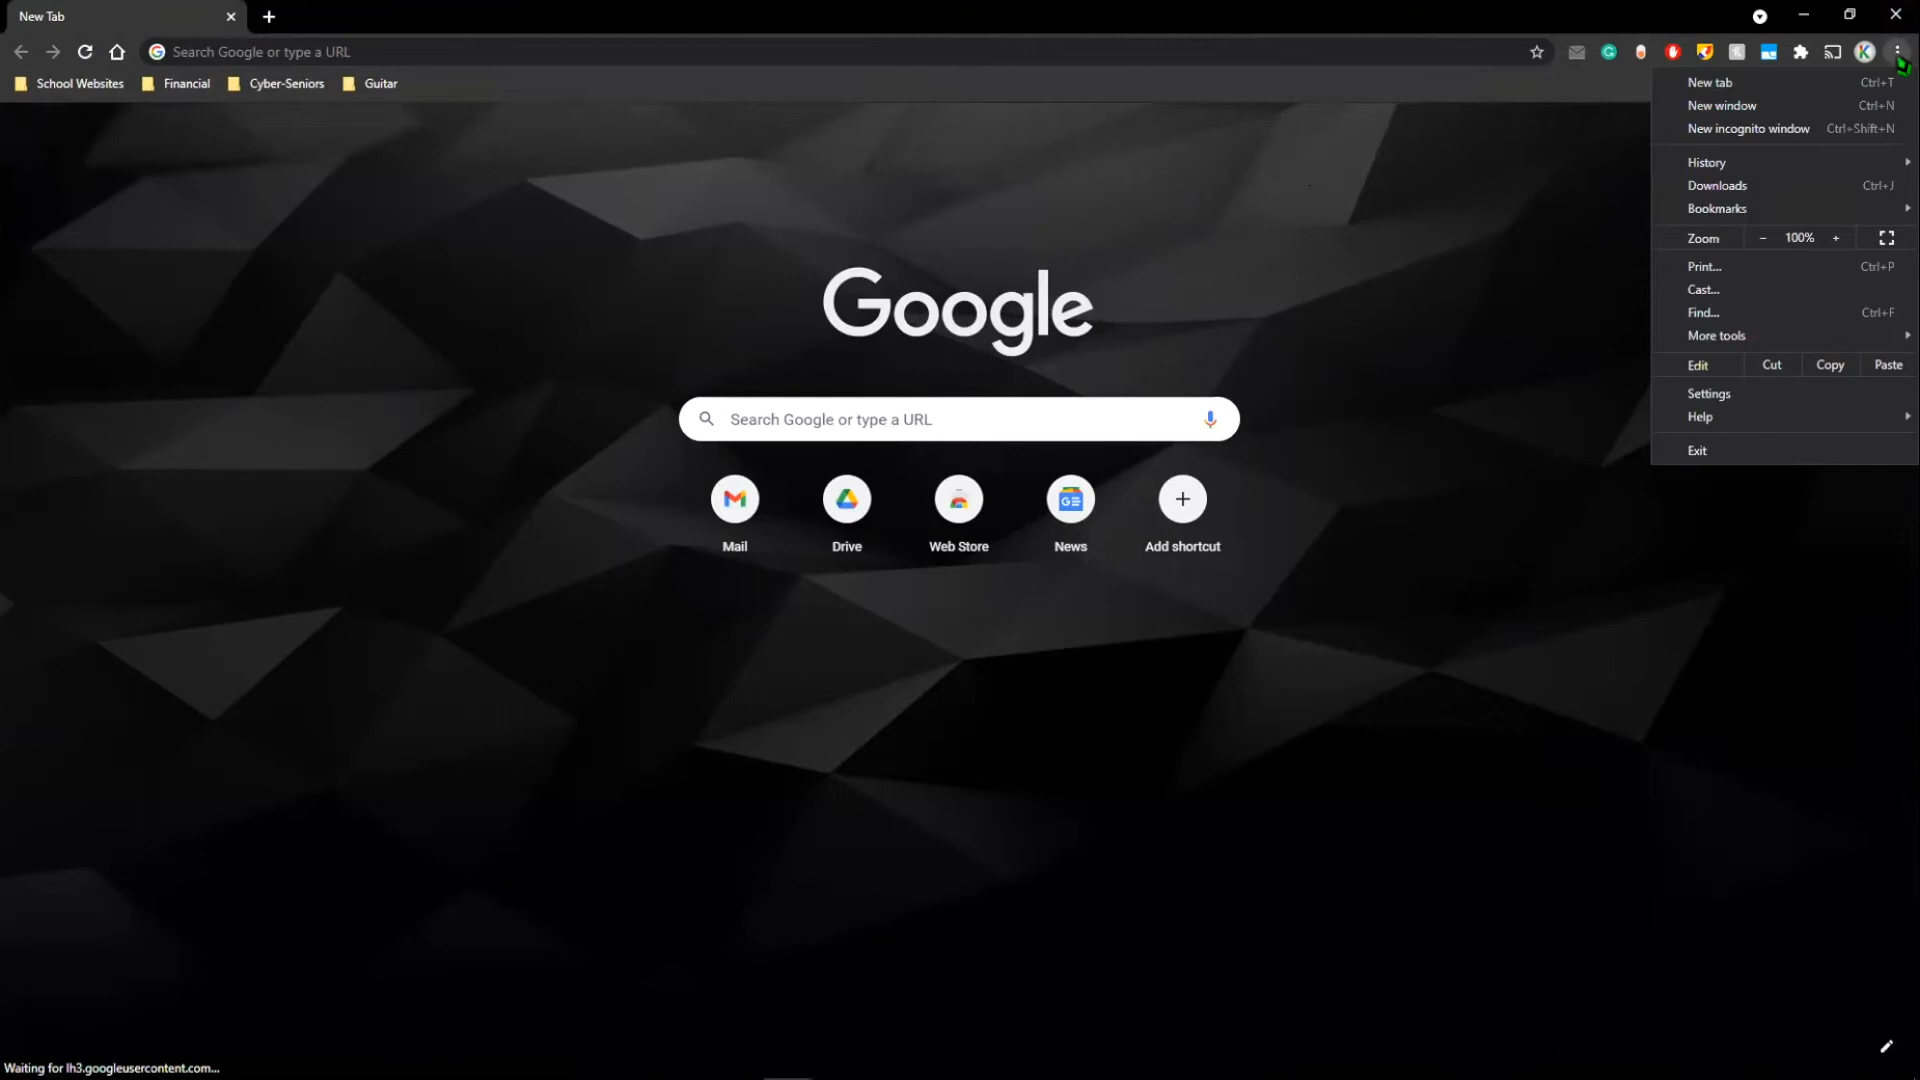 New Tab
Search Google or type a URL
School Websites Financial Cyber-Seniors Guitar
New tab Ctrl+T
New window Ctrl+N
New incognito window Ctrl+Shift+N
History
Downloads Ctrl+J
Bookmarks
Zoom − 100% +
Print... Ctrl+P
Cast...
Find... Ctrl+F
More tools
Edit Cut Copy Paste
Settings
Help
Exit
Google
Search Google or type a URL
Mail Drive Web Store News Add shortcut
Waiting for lh3.googleusercontent.com...